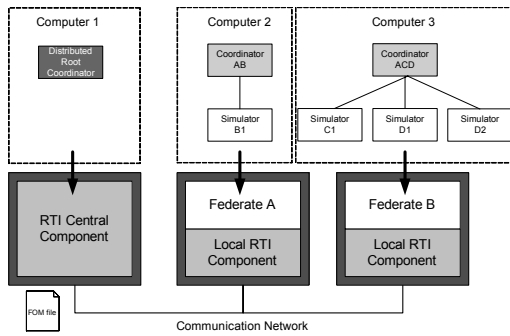 Computer 1
Computer 2
Computer 3
Distributed
Root
Coordinator
Coordinator
AB
Coordinator
ACD
Simulator
B1
Simulator
C1
Simulator
D1
Simulator
D2
RTI Central
Component
Federate A
Local RTI
Component
Federate B
Local RTI
Component
FOM file
Communication Network